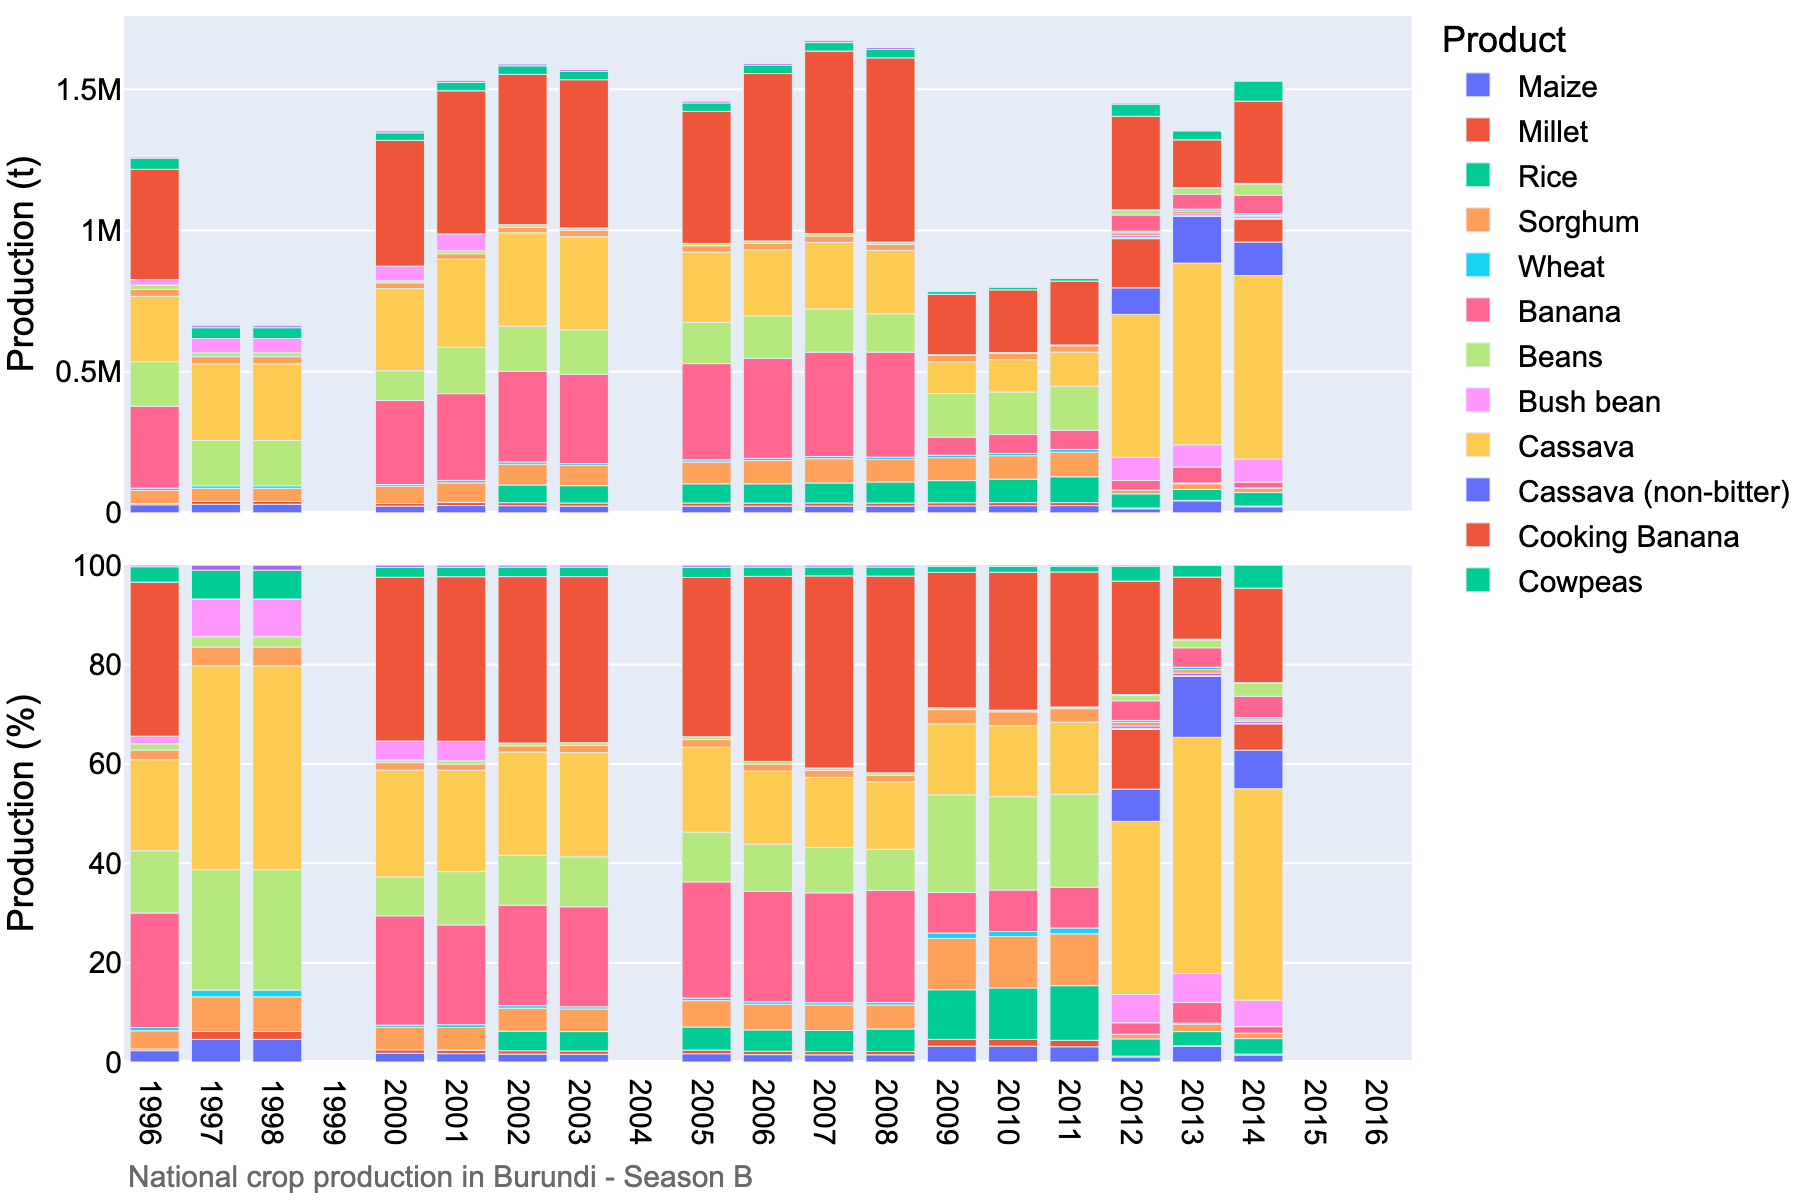 Production (t)
1.5M
1M
0.5M
0
Product
Maize
Millet
Rice
Sorghum
Wheat
Banana
Beans
Bush bean
Cassava
Cassava (non-bitter)
Cooking Banana
Cowpeas
Production (%)
100
80
60
40
20
0
1996
1997
1998
1999
2000
2001
2002
2003
2004
2005
2006
2007
2008
2009
2010
2011
2012
2013
2014
2015
2016
National crop production in Burundi - Season B